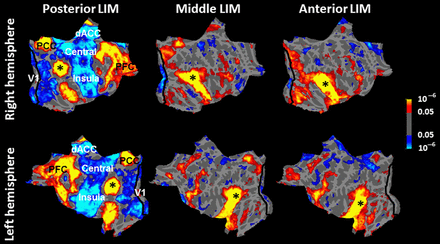 Posterior LIM
Middle LIM
Anterior LIM
Right hemisphere
dACC
PCC
Central
V1
*
Insula
PFC
*
*
10⁻⁶
0.05
0.05
10⁻⁶
Left hemisphere
dACC
PFC
Central
PCC
*
Insula
V1
*
*